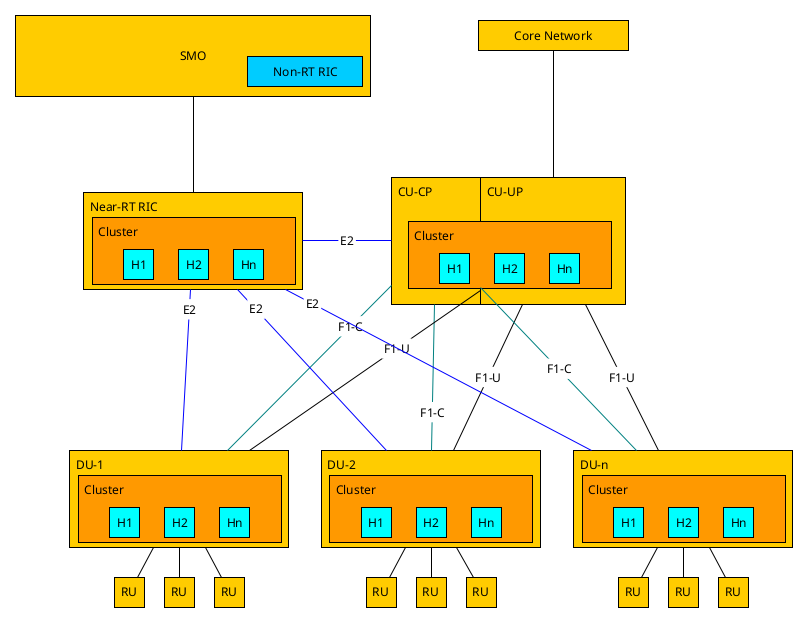 SMO
Non-RT RIC
Core Network
Near-RT RIC
Cluster
H1 H2 Hn
E2
CU-CP
CU-UP
Cluster
H1 H2 Hn
E2
E2
E2
F1-C
F1-U
F1-C
F1-U
F1-C
F1-U
DU-1
Cluster
H1 H2 Hn
DU-2
Cluster
H1 H2 Hn
DU-n
Cluster
H1 H2 Hn
RU RU RU
RU RU RU
RU RU RU